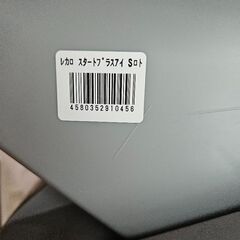 ﾚｶﾛ ｽﾀｰﾄﾌﾟﾗｽｱｲ Sﾛﾄ
4580352910456